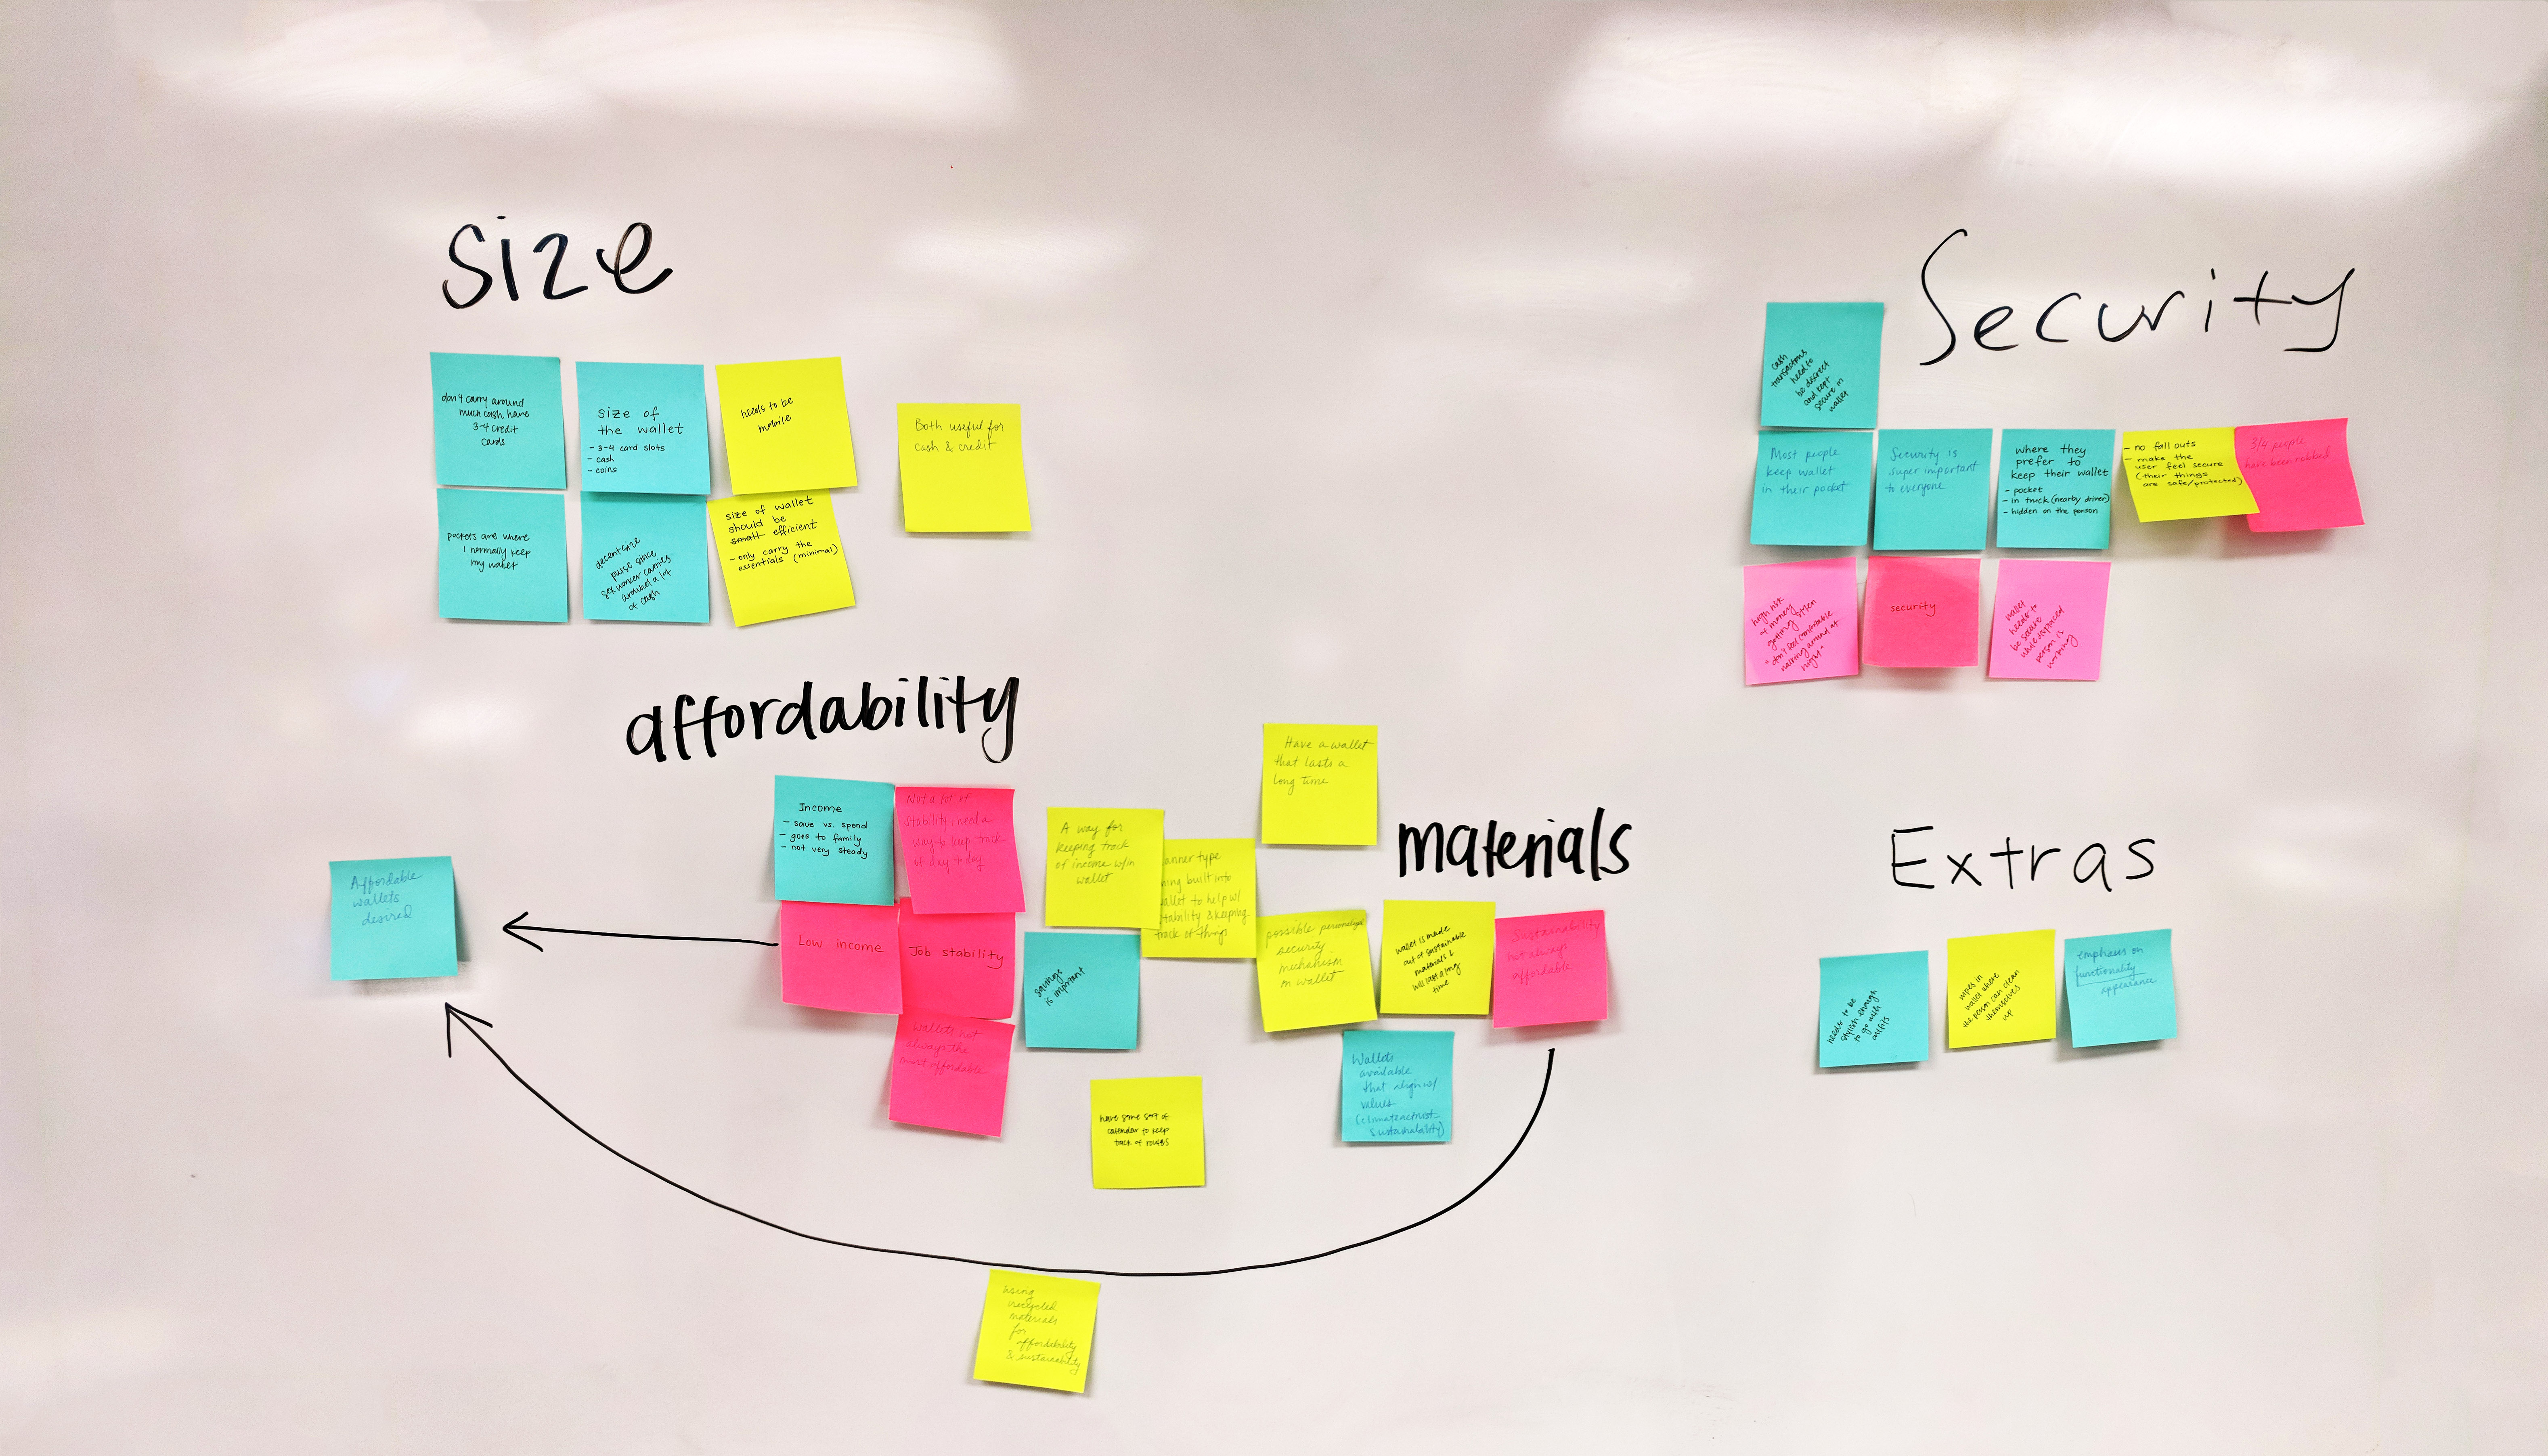 size
don't carry around
much cash, have
3-4 credit
cards
size of
the wallet
- 3-4 card slots
- cash
- coins
needs to be
mobile
Both useful for
cash & credit
pockets are where
I normally keep
my wallet
decent size
purse since
sex worker carries
around a lot
of cash
size of wallet
should be
small efficient
- only carry the
essentials (minimal)
Security
cash
transactions
need to
be discreet
and kept
secure in
wallet
Most people
keep wallet
in their pocket
Security is
super important
to everyone
where they
prefer to
keep their wallet
- pocket
- in truck (nearby driver)
- hidden on the person
- no fall outs
- make the
user feel secure
(their things
are safe/protected)
3/4 people
have been robbed
high risk
of money
getting stolen
"don't feel comfortable
walking around at
night"
security
wallet
needs to
be secure
while
person is
working
affordability
Affordable
wallets
desired
Income
- save vs. spend
- goes to family
- not very steady
Not a lot of
stability, need a
way to keep track
of day to day
Low income
Job stability
wallets not
always the
most affordable
A way for
keeping track
of income w/in
wallet
anner type
hing built into
allet to help w/
tability & keeping
track of things
savings
is important
have some sort of
calendar to keep
track of
materials
Have a wallet
that lasts a
long time
possible personalized
security
mechanism
in wallet
wallet is made
out of sustainable
materials &
will last a long
time
Sustainability
not always
affordable
Wallets
available
that align w/
values
sustainability)
using
recycled
materials
for
affordability
& sustainability
Extras
needs to be
stylish enough
to go with
outfits
wipes in
wallet where
the person can clean
themselves
up
emphasis on
functionality
appearance